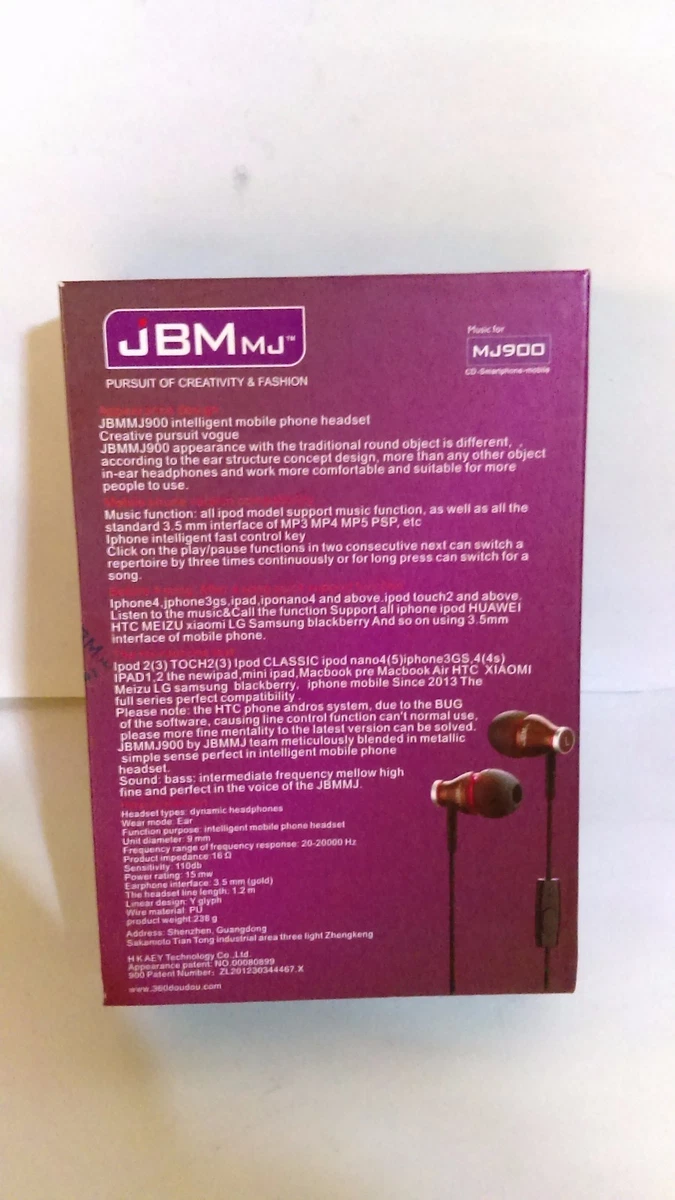 JBMMJ™
PURSUIT OF CREATIVITY & FASHION
Music for
MJ900
CD-Smartphone-mobile
JBMMJ900 intelligent mobile phone headset
Creative pursuit vogue
JBMMJ900 appearance with the traditional round object is different,
according to the ear structure concept design, more than any other object
in-ear headphones and work more comfortable and suitable for more
people to use.
Music function: all ipod model support music function, as well as all the
standard 3.5 mm interface of MP3 MP4 MP5 PSP, etc
Iphone intelligent fast control key
Click on the play/pause functions in two consecutive next can switch a
repertoire by three times continuously or for long press can switch for a
song.
Iphone4,jphone3gs,ipad,iponano4 and above.ipod touch2 and above.
Listen to the music&Call the function Support all iphone ipod HUAWEI
HTC MEIZU xiaomi LG Samsung blackberry And so on using 3.5mm
interface of mobile phone.
Ipod 2(3) TOCH2(3) Ipod CLASSIC ipod nano4(5)iphone3GS,4(4s)
IPAD1,2 the newipad,mini ipad,Macbook pre Macbook Air HTC XIAOMI
Meizu LG samsung blackberry, iphone mobile Since 2013 The
full series perfect compatibility .
Please note: the HTC phone andros system, due to the BUG
of the software, causing line control function can't normal use,
please more fine mentality to the latest version can be solved.
JBMMJ900 by JBMMJ team meticulously blended in metallic
simple sense perfect in intelligent mobile phone
headset.
Sound: bass: intermediate frequency mellow high
fine and perfect in the voice of the JBMMJ.
Headset types: dynamic headphones
Wear mode: Ear
Function purpose: intelligent mobile phone headset
Unit diameter: 9 mm
Frequency range of frequency response: 20-20000 Hz
Product impedance:16 Ω
Sensitivity: 110db
Power rating: 15 mw
Earphone interface: 3.5 mm (gold)
The headset line length: 1.2 m
Linear design: Y glyph
Wire material: PU
product weight:238 g
Address: Shenzhen, Guangdong
Sakamoto Tian Tong industrial area three light Zhengkeng
H K AEY Technology Co.,Ltd.
Appearance patent: NO.00080899
900 Patent Number: ZL201230344467.X
www.360doudou.com